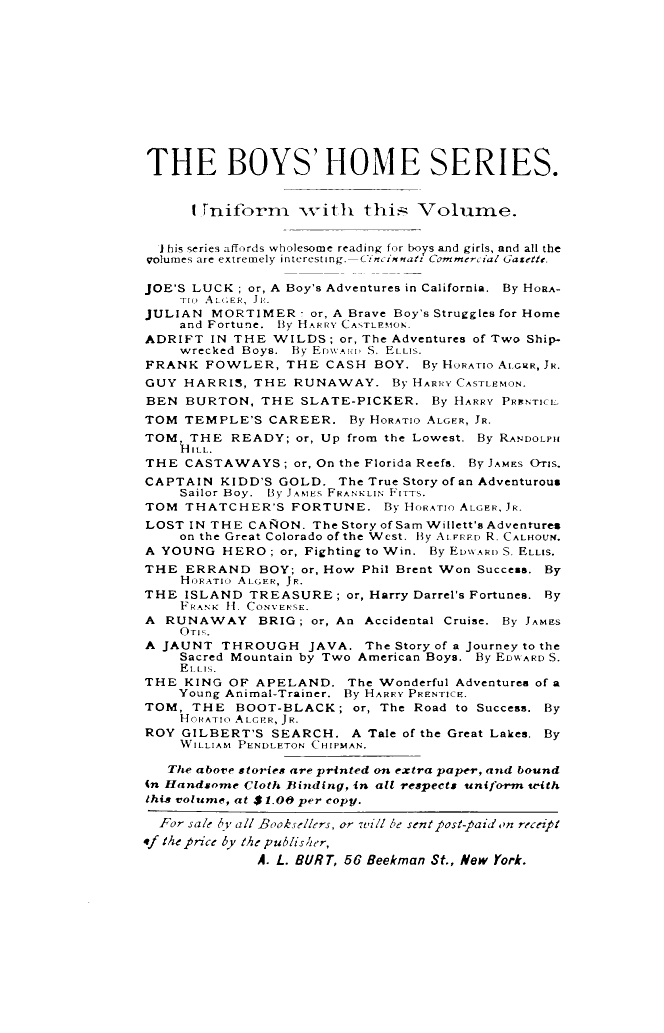 THE BOYS' HOME SERIES.
Uniform with this Volume.
This series affords wholesome reading for boys and girls, and all the
volumes are extremely interesting.—Cincinnati Commercial Gazette.
JOE'S LUCK; or, A Boy's Adventures in California. By HORA-
TIO ALGER, JR.
JULIAN MORTIMER; or, A Brave Boy's Struggles for Home
and Fortune. By HARRY CASTLEMON.
ADRIFT IN THE WILDS; or, The Adventures of Two Ship-
wrecked Boys. By EDWARD S. ELLIS.
FRANK FOWLER, THE CASH BOY. By HORATIO ALGER, JR.
GUY HARRIS, THE RUNAWAY. By HARRY CASTLEMON.
BEN BURTON, THE SLATE-PICKER. By HARRY PRENTICE.
TOM TEMPLE'S CAREER. By HORATIO ALGER, JR.
TOM, THE READY; or, Up from the Lowest. By RANDOLPH
HILL.
THE CASTAWAYS; or, On the Florida Reefs. By JAMES OTIS.
CAPTAIN KIDD'S GOLD. The True Story of an Adventurous
Sailor Boy. By JAMES FRANKLIN FITTS.
TOM THATCHER'S FORTUNE. By HORATIO ALGER, JR.
LOST IN THE CAÑON. The Story of Sam Willett's Adventures
on the Great Colorado of the West. By ALFRED R. CALHOUN.
A YOUNG HERO; or, Fighting to Win. By EDWARD S. ELLIS.
THE ERRAND BOY; or, How Phil Brent Won Success. By
HORATIO ALGER, JR.
THE ISLAND TREASURE; or, Harry Darrel's Fortunes. By
FRANK H. CONVERSE.
A RUNAWAY BRIG; or, An Accidental Cruise. By JAMES
OTIS.
A JAUNT THROUGH JAVA. The Story of a Journey to the
Sacred Mountain by Two American Boys. By EDWARD S.
ELLIS.
THE KING OF APELAND. The Wonderful Adventures of a
Young Animal-Trainer. By HARRY PRENTICE.
TOM, THE BOOT-BLACK; or, The Road to Success. By
HORATIO ALGER, JR.
ROY GILBERT'S SEARCH. A Tale of the Great Lakes. By
WILLIAM PENDLETON CHIPMAN.
The above stories are printed on extra paper, and bound
in Handsome Cloth Binding, in all respects uniform with
this volume, at $1.00 per copy.
For sale by all Booksellers, or will be sent post-paid on receipt
of the price by the publisher,
A. L. BURT, 56 Beekman St., New York.